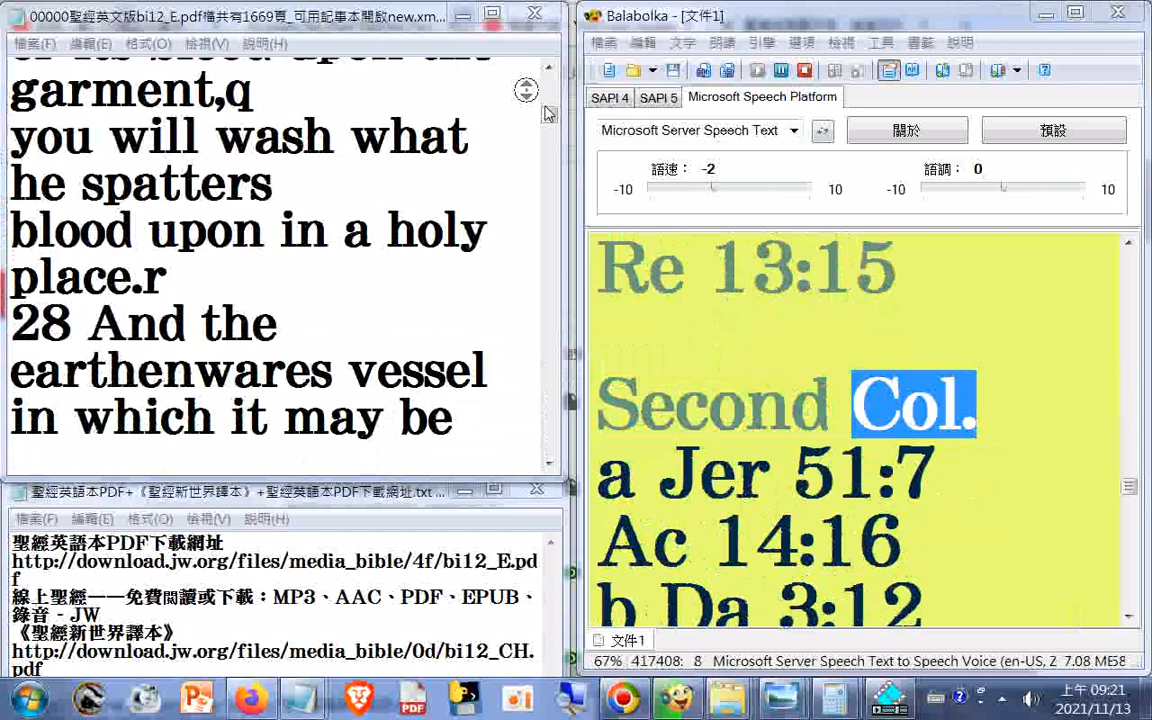 00000聖經英文版bi12_E.pdf檔共有1669頁_可用記事本開啟new.xm...
檔案(F) 編輯(E) 格式(O) 檢視(V) 說明(H)
garment,q
you will wash what
he spatters
blood upon in a holy
place.r
28 And the
earthenwares vessel
in which it may be
聖經英語本PDF+《聖經新世界譯本》+聖經英語本PDF下載網址.txt ...
檔案(F) 編輯(E) 格式(O) 檢視(V) 說明(H)
聖經英語本PDF下載網址
http://download.jw.org/files/media_bible/4f/bi12_E.pd
f
線上聖經——免費閱讀或下載：MP3、AAC、PDF、EPUB、
錄音 - JW
《聖經新世界譯本》
http://download.jw.org/files/media_bible/0d/bi12_CH.
pdf
Balabolka - [文件1]
檔案 編輯 文字 朗讀 引擎 選項 檢視 工具 書籤 說明
SAPI 4 SAPI 5 Microsoft Speech Platform
Microsoft Server Speech Text 關於 預設
語速： -2 語調： 0
-10 10 -10 10
Re 13:15
Second Col.
a Jer 51:7
Ac 14:16
b Da 3:12
文件1
67% 417408: 8 Microsoft Server Speech Text to Speech Voice (en-US, Z 7.08 ME58
上午 09:21
2021/11/13